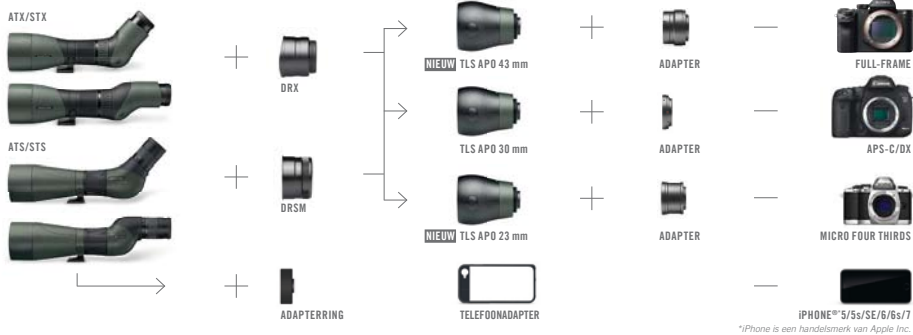 ATX/STX
DRX
NIEUW TLS APO 43 mm
ADAPTER
FULL-FRAME
TLS APO 30 mm
ADAPTER
APS-C/DX
ATS/STS
DRSM
NIEUW TLS APO 23 mm
ADAPTER
MICRO FOUR THIRDS
ADAPTERRING
TELEFOONADAPTER
iPHONE®*5/5s/SE/6/6s/7
*iPhone is een handelsmerk van Apple Inc.